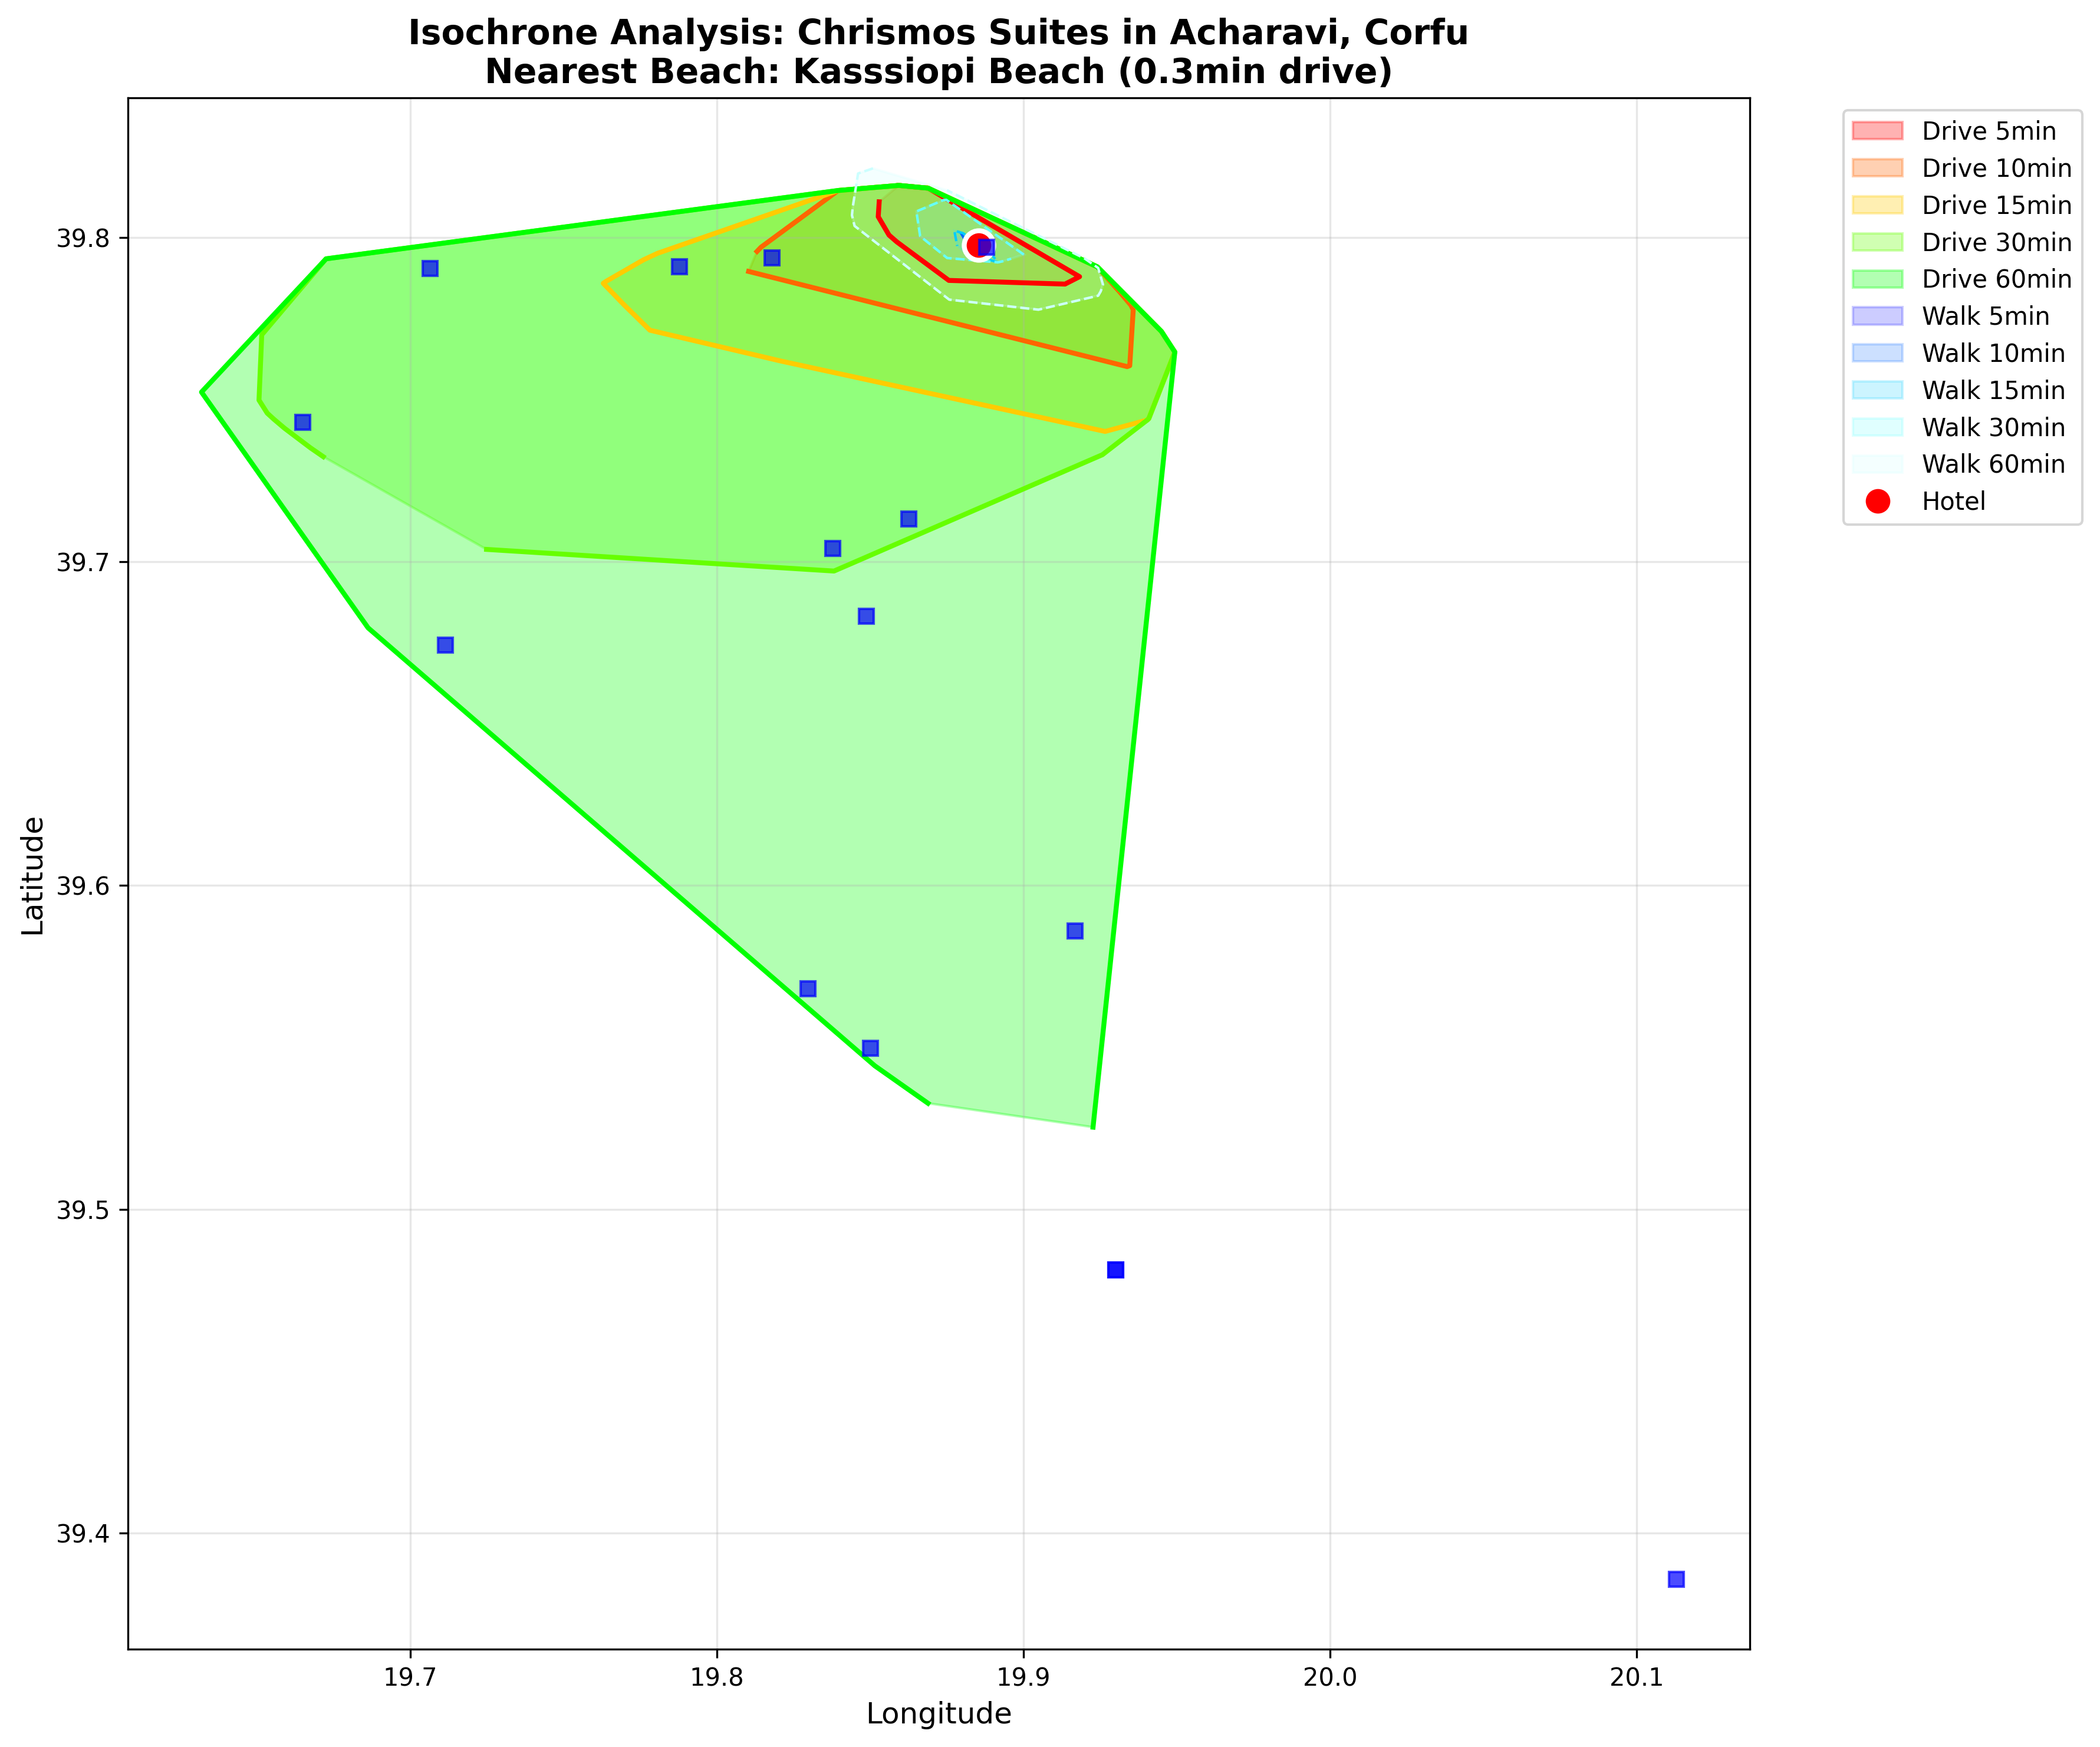 Isochrone Analysis: Chrismos Suites in Acharavi, Corfu
Nearest Beach: Kasssiopi Beach (0.3min drive)
Drive 5min
Drive 10min
Drive 15min
Drive 30min
Drive 60min
Walk 5min
Walk 10min
Walk 15min
Walk 30min
Walk 60min
Hotel
39.8
39.7
39.6
39.5
39.4
Latitude
19.7
19.8
19.9
20.0
20.1
Longitude